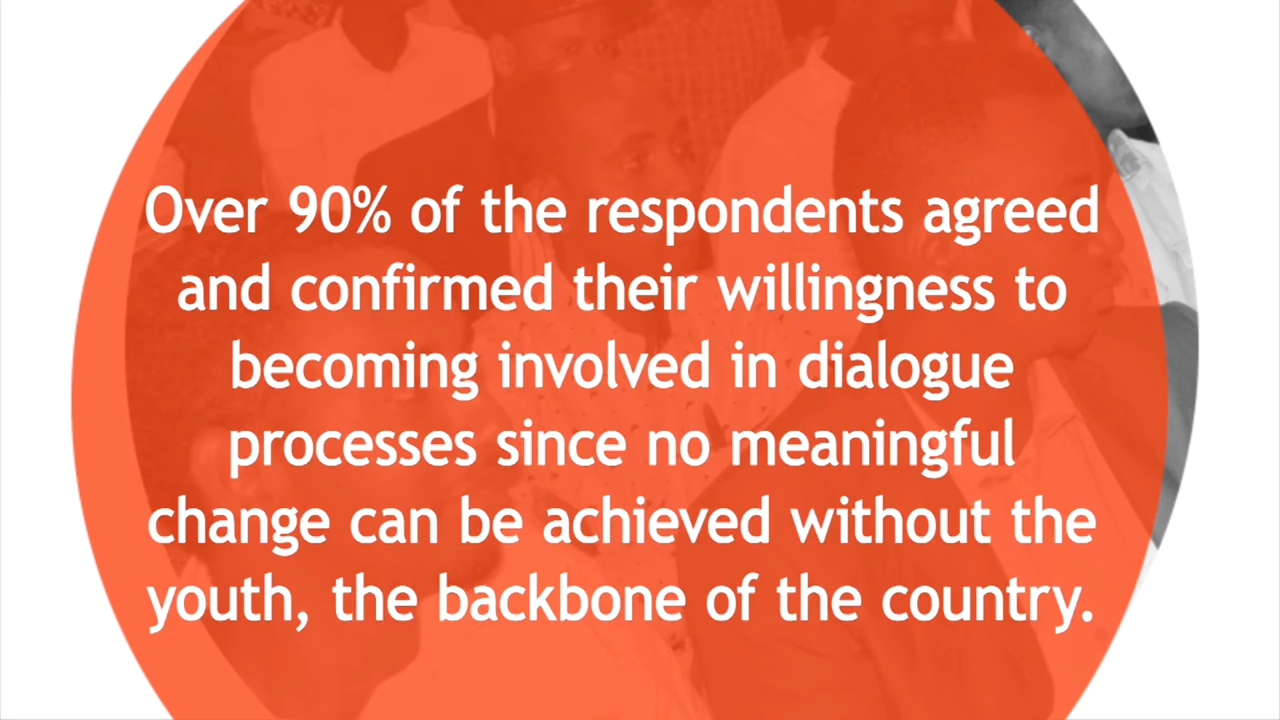 Over 90% of the respondents agreed
and confirmed their willingness to
becoming involved in dialogue
processes since no meaningful
change can be achieved without the
youth, the backbone of the country.